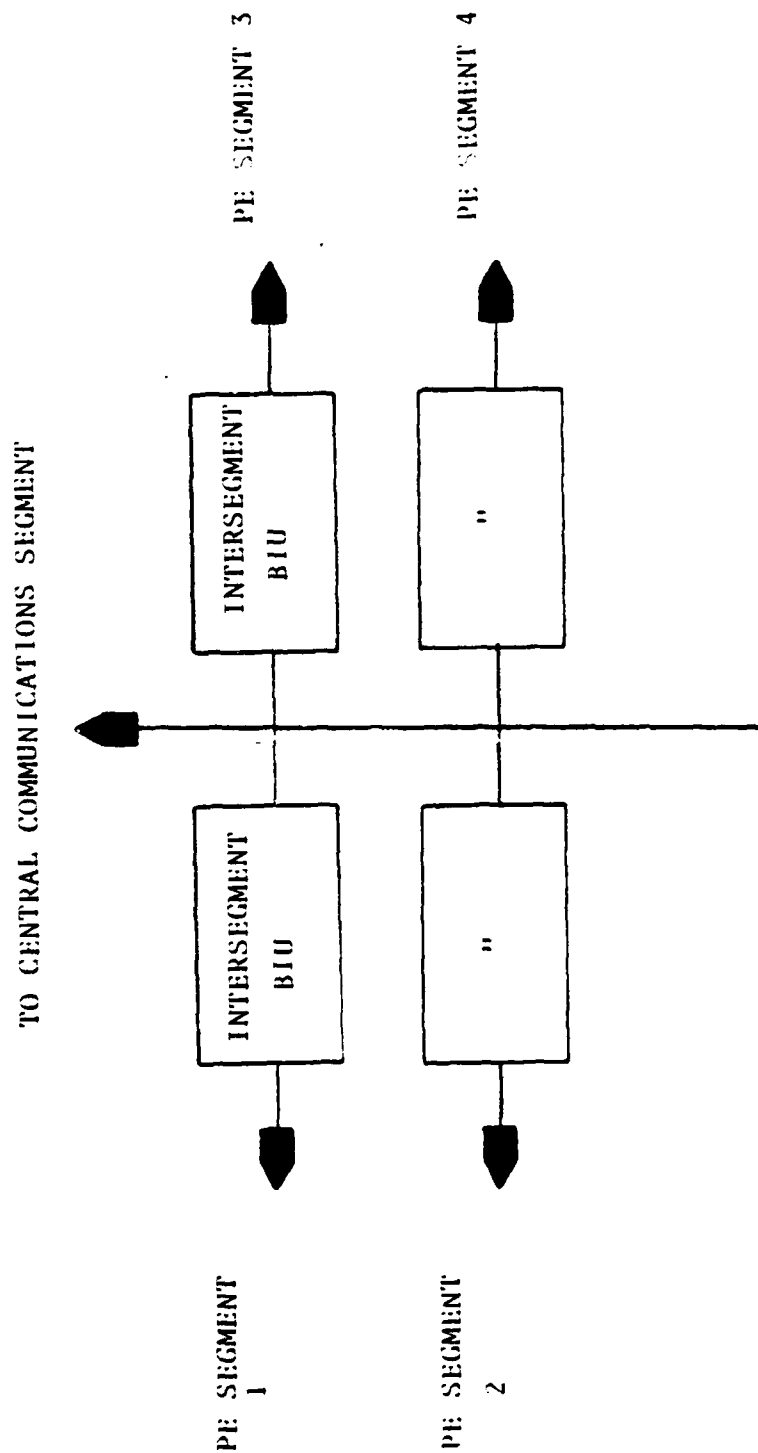 TO CENTRAL COMMUNICATIONS SEGMENT
PE SEGMENT
1
INTERSEGMENT
BIU
INTERSEGMENT
BIU
PE SEGMENT 3
PE SEGMENT
2
"
"
PE SEGMENT 4